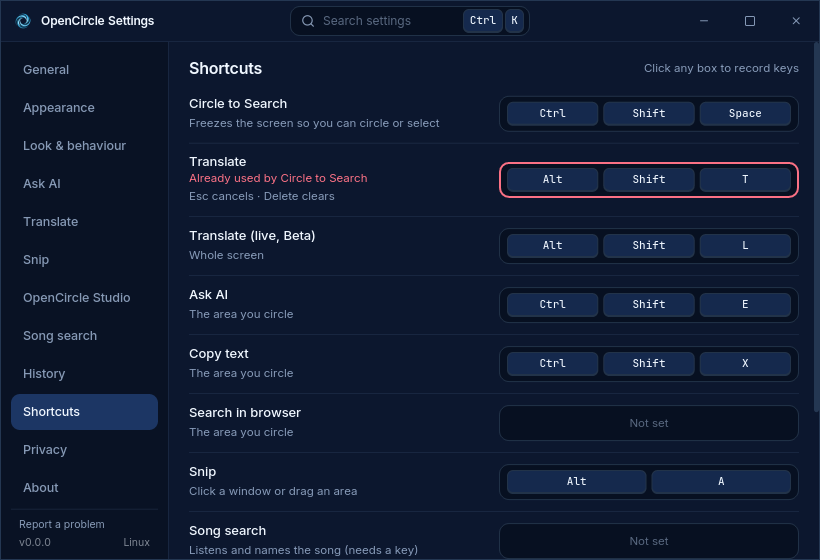 OpenCircle Settings
Search settings
Ctrl K
General
Appearance
Look & behaviour
Ask AI
Translate
Snip
OpenCircle Studio
Song search
History
Shortcuts
Privacy
About
Report a problem
v0.0.0 Linux
Shortcuts
Click any box to record keys
Circle to Search
Freezes the screen so you can circle or select
Ctrl Shift Space
Translate
Already used by Circle to Search
Esc cancels · Delete clears
Alt Shift T
Translate (live, Beta)
Whole screen
Alt Shift L
Ask AI
The area you circle
Ctrl Shift E
Copy text
The area you circle
Ctrl Shift X
Search in browser
The area you circle
Not set
Snip
Click a window or drag an area
Alt A
Song search
Listens and names the song (needs a key)
Not set